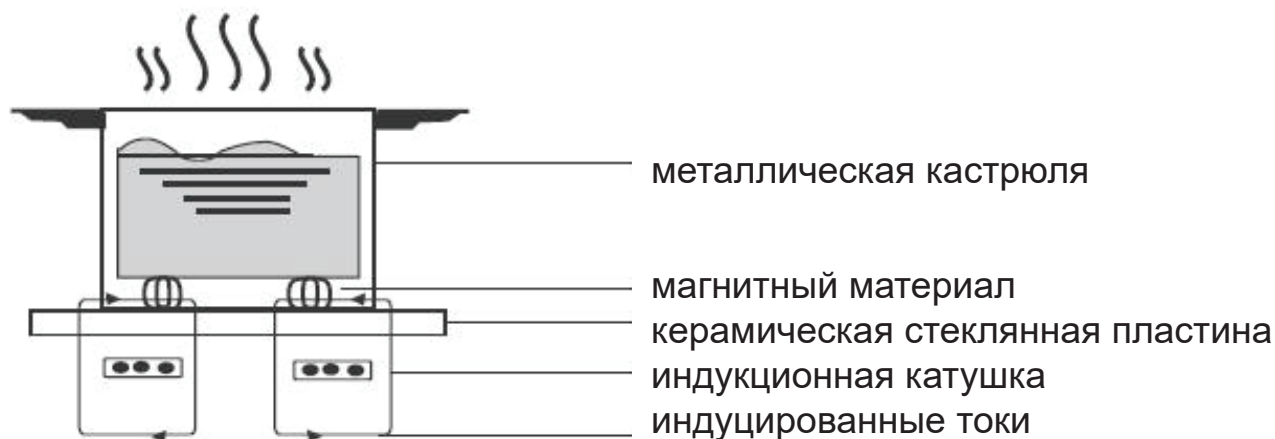 металлическая кастрюля
магнитный материал
керамическая стеклянная пластина
индукционная катушка
индуцированные токи